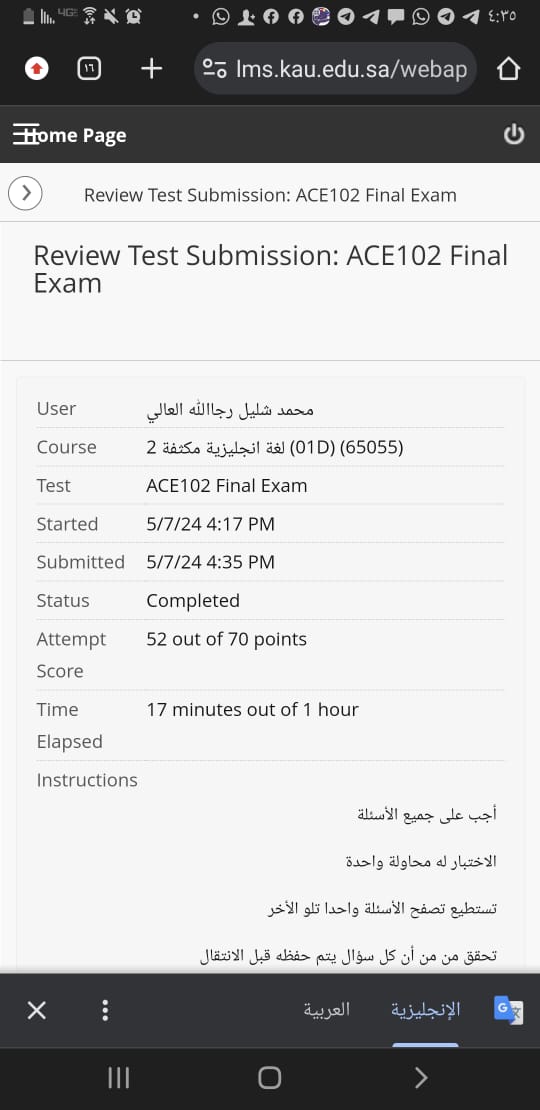 4G
٤:٣٥
١٦
lms.kau.edu.sa/webap
Home Page
Review Test Submission: ACE102 Final Exam
Review Test Submission: ACE102 Final
Exam
User محمد شليل رجاالله العالي
Course لغة انجليزية مكثفة 2 (01D) (65055)
Test ACE102 Final Exam
Started 5/7/24 4:17 PM
Submitted 5/7/24 4:35 PM
Status Completed
Attempt Score 52 out of 70 points
Time Elapsed 17 minutes out of 1 hour
Instructions
أجب على جميع الأسئلة
الاختبار له محاولة واحدة
تستطيع تصفح الأسئلة واحدا تلو الأخر
تحقق من من أن كل سؤال يتم حفظه قبل الانتقال
الإنجليزية العربية